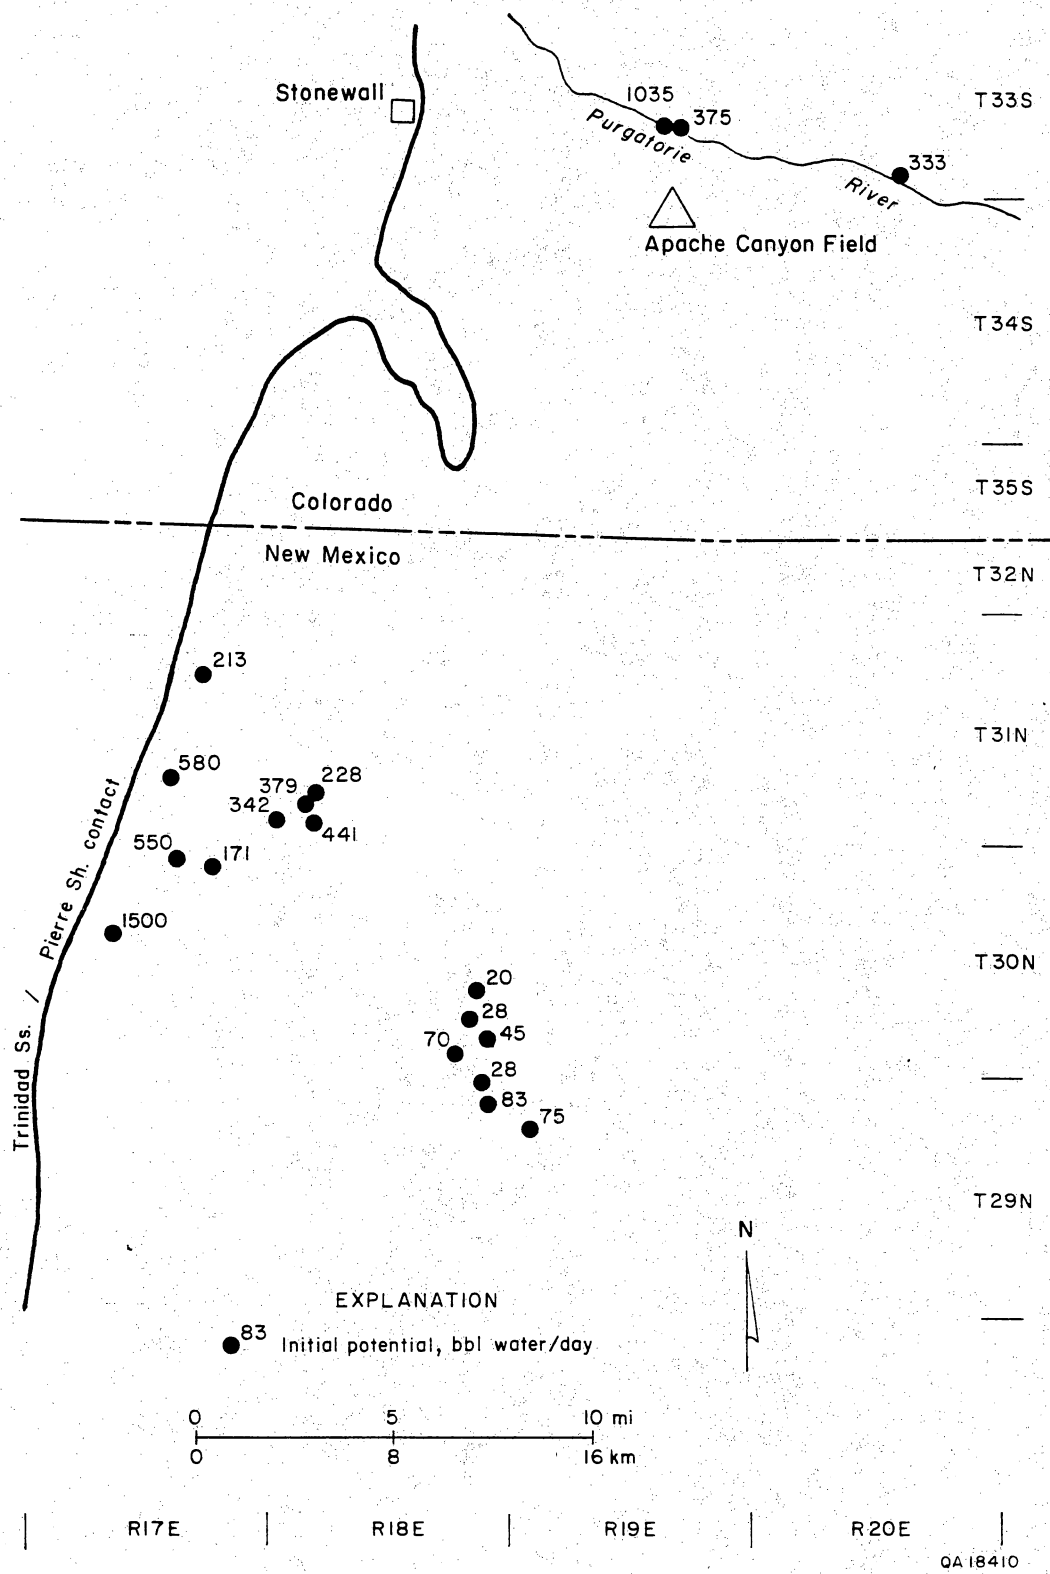 Stonewall
1035
375
T33S
Purgatorie
333
River
Apache Canyon Field
T34S
T35S
Colorado
New Mexico
T32N
213
T31N
580
228
379
342
441
550
171
1500
Trinidad Ss. / Pierre Sh. contact
T30N
20
28
45
70
28
83
75
T29N
N
EXPLANATION
83
Initial potential, bbl water/day
0 5 10 mi
0 8 16 km
R17E R18E R19E R20E
QA18410